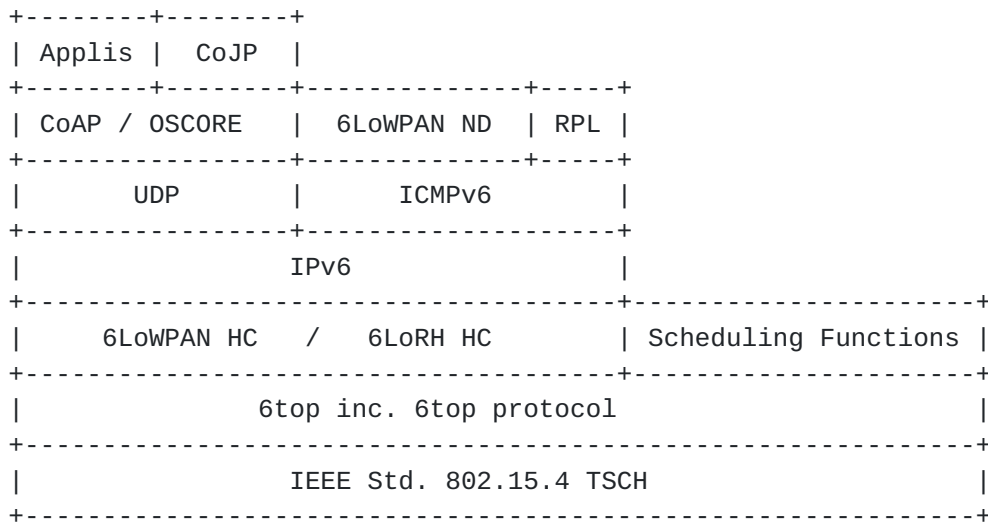 +--------+--------+
| Applis |  CoJP  |
+--------+--------+--------------+-----+
| CoAP / OSCORE   |  6LoWPAN ND  | RPL |
+-----------------+--------------+-----+
|       UDP       |      ICMPv6        |
+-----------------+--------------------+
|                 IPv6                 |
+--------------------------------------+----------------------+
|     6LoWPAN HC   /   6LoRH HC        | Scheduling Functions |
+--------------------------------------+----------------------+
|               6top inc. 6top protocol                       |
+-------------------------------------------------------------+
|                 IEEE Std. 802.15.4 TSCH                     |
+-------------------------------------------------------------+